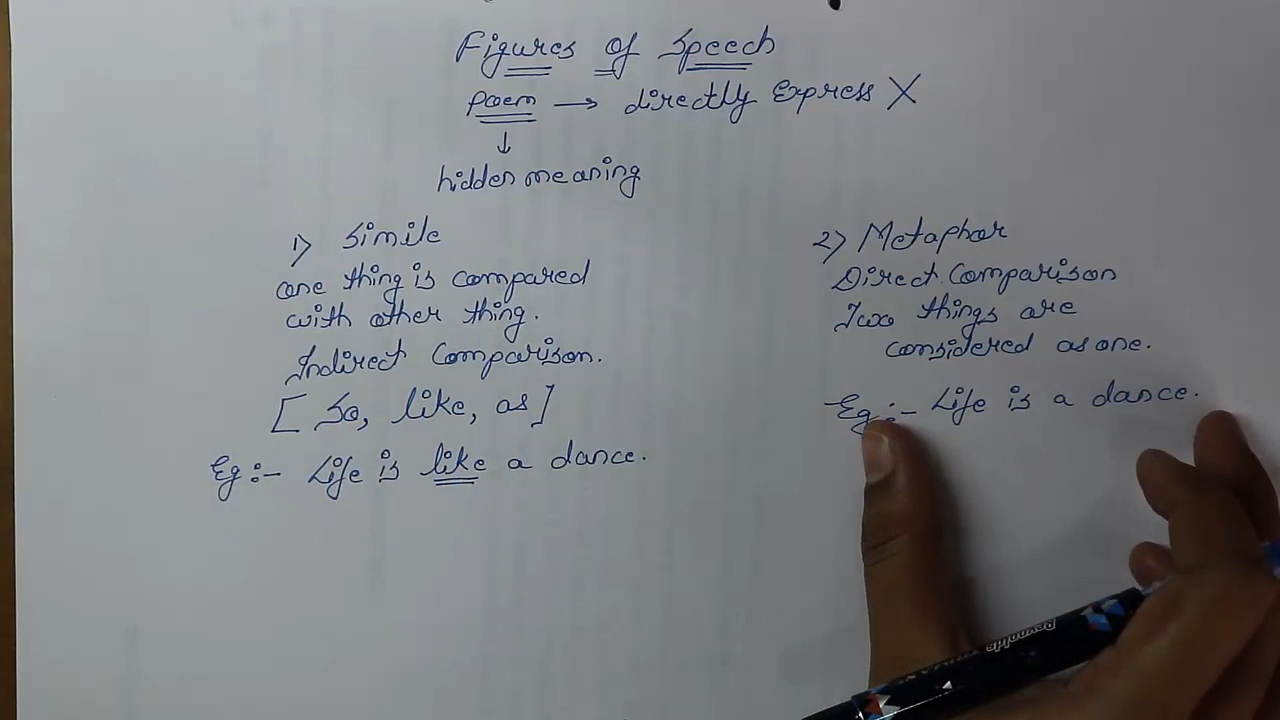 Figures of Speech
Poem → directly Express X
↓
hidden meaning
1) Simile
one thing is compared
with other thing.
Indirect Comparison.
[ So, like, as ]
Eg:- Life is like a dance.
2) Metaphor
Direct Comparison
Two things are
considered as one.
Eg:- Life is a dance.
Reynolds